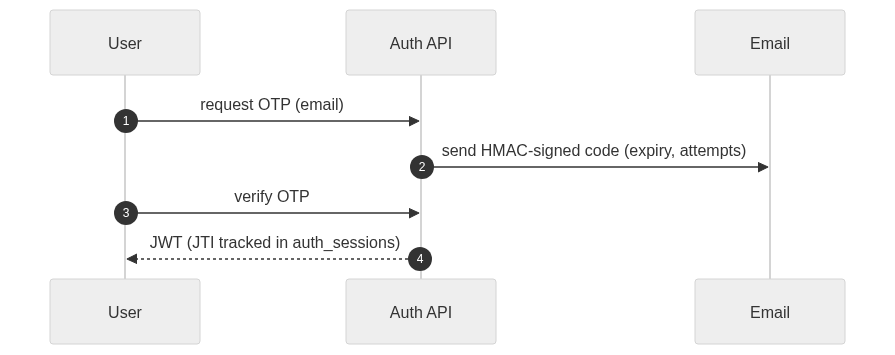 User
Auth API
Email
request OTP (email)
1
send HMAC-signed code (expiry, attempts)
2
verify OTP
3
JWT (JTI tracked in auth_sessions)
4
User
Auth API
Email